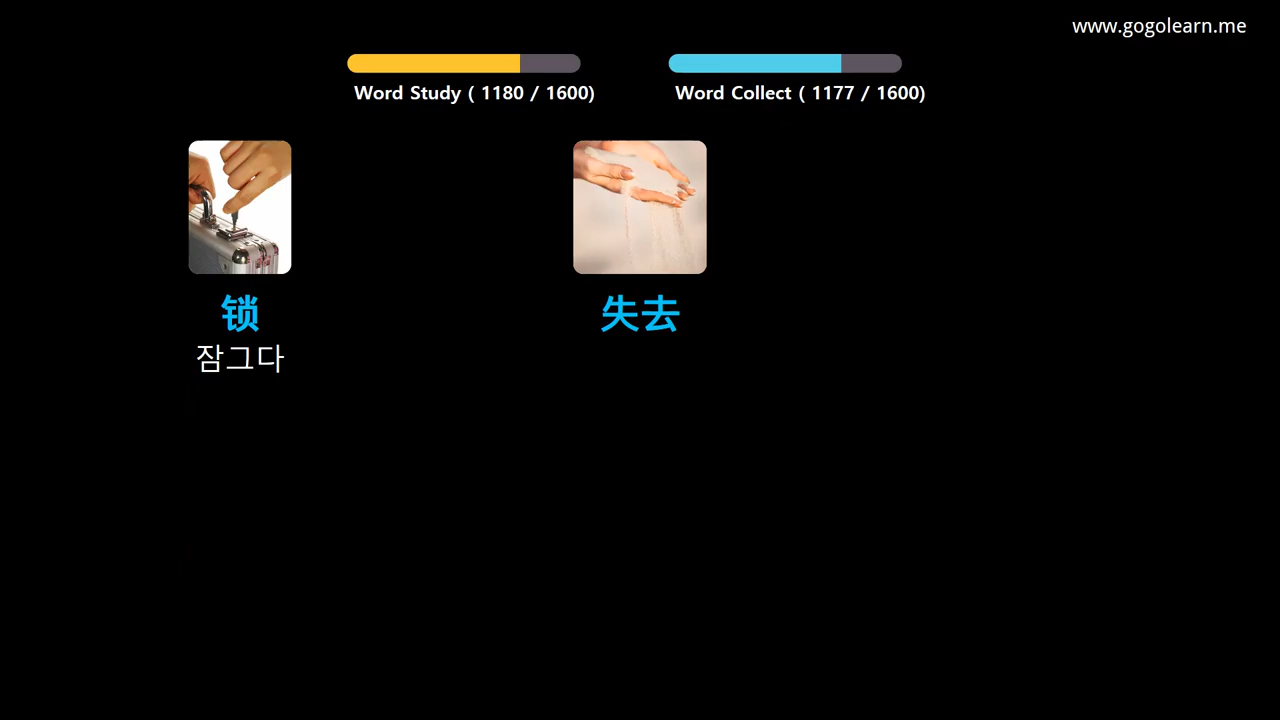 www.gogolearn.me
Word Study ( 1180 / 1600)
Word Collect ( 1177 / 1600)
锁
잠그다
失去